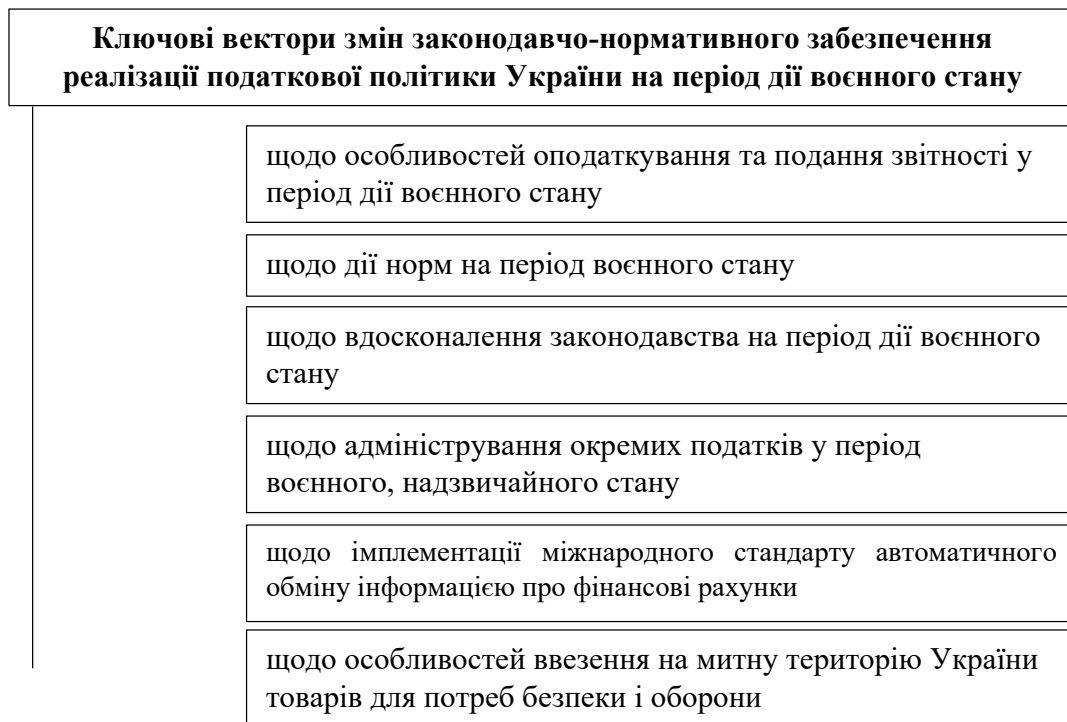 Ключові вектори змін законодавчо-нормативного забезпечення
реалізації податкової політики України на період дії воєнного стану
щодо особливостей оподаткування та подання звітності у
період дії воєнного стану
щодо дії норм на період воєнного стану
щодо вдосконалення законодавства на період дії воєнного
стану
щодо адміністрування окремих податків у період
воєнного, надзвичайного стану
щодо імплементації міжнародного стандарту автоматичного
обміну інформацією про фінансові рахунки
щодо особливостей ввезення на митну територію України
товарів для потреб безпеки і оборони